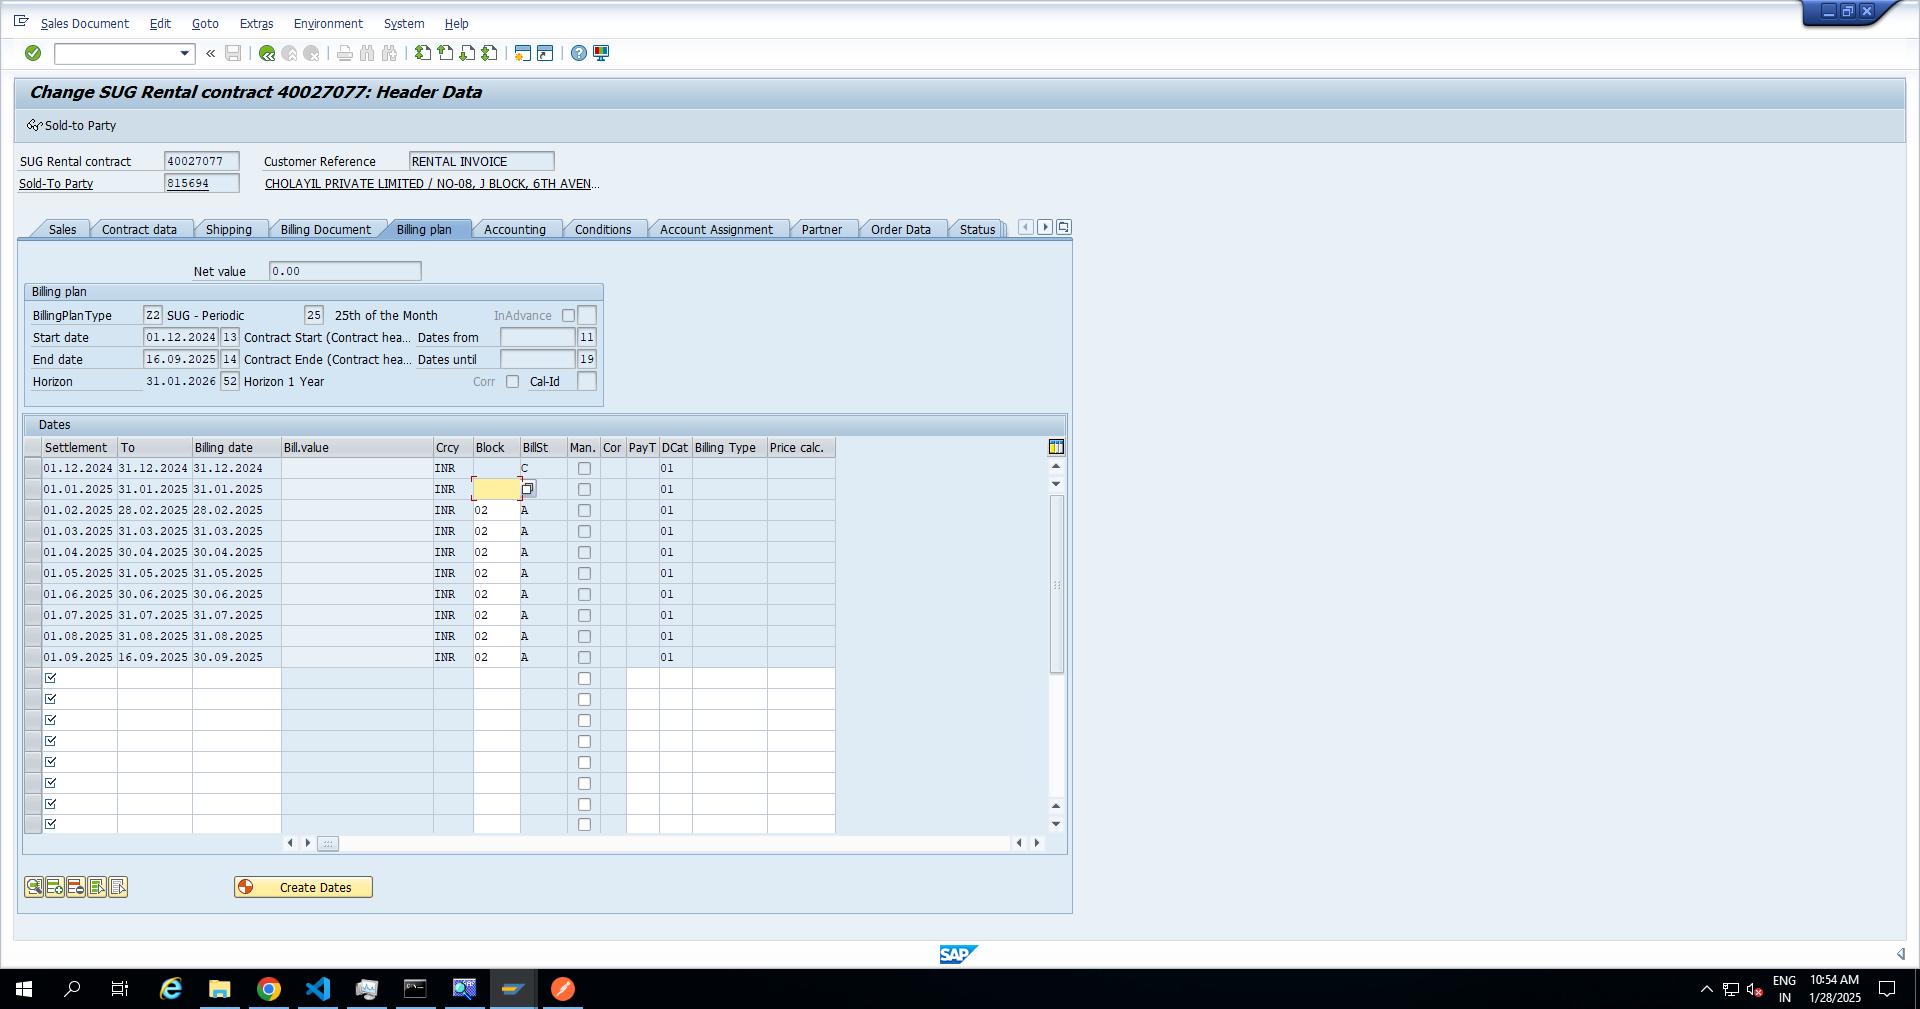 Sales Document Edit Goto Extras Environment System Help
Change SUG Rental contract 40027077: Header Data
Sold-to Party
SUG Rental contract 40027077 Customer Reference RENTAL INVOICE
Sold-To Party 815694 CHOLAYIL PRIVATE LIMITED / NO-08, J BLOCK, 6TH AVEN...
Sales Contract data Shipping Billing Document Billing plan Accounting Conditions Account Assignment Partner Order Data Status
Net value 0.00
Billing plan
BillingPlanType Z2 SUG - Periodic 25 25th of the Month InAdvance
Start date 01.12.2024 13 Contract Start (Contract hea... Dates from 11
End date 16.09.2025 14 Contract Ende (Contract hea... Dates until 19
Horizon 31.01.2026 52 Horizon 1 Year Corr Cal-Id
Dates
Settlement To Billing date Bill.value Crcy Block BillSt Man. Cor PayT DCat Billing Type Price calc.
01.12.2024 31.12.2024 31.12.2024 INR C 01
01.01.2025 31.01.2025 31.01.2025 INR 01
01.02.2025 28.02.2025 28.02.2025 INR 02 A 01
01.03.2025 31.03.2025 31.03.2025 INR 02 A 01
01.04.2025 30.04.2025 30.04.2025 INR 02 A 01
01.05.2025 31.05.2025 31.05.2025 INR 02 A 01
01.06.2025 30.06.2025 30.06.2025 INR 02 A 01
01.07.2025 31.07.2025 31.07.2025 INR 02 A 01
01.08.2025 31.08.2025 31.08.2025 INR 02 A 01
01.09.2025 16.09.2025 30.09.2025 INR 02 A 01
Create Dates
SAP
ENG 10:54 AM
IN 1/28/2025